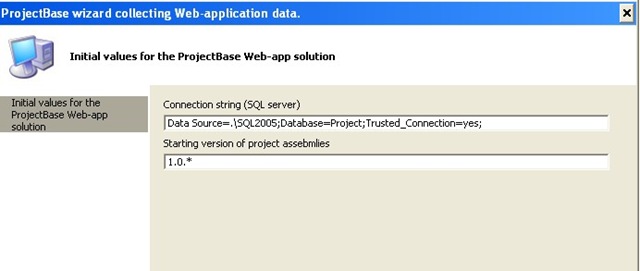 ProjectBase wizard collecting Web-application data.
Initial values for the ProjectBase Web-app solution
Initial values for the
ProjectBase Web-app
solution
Connection string (SQL server)
Data Source=.\SQL2005;Database=Project;Trusted_Connection=yes;
Starting version of project assebmlies
1.0.*